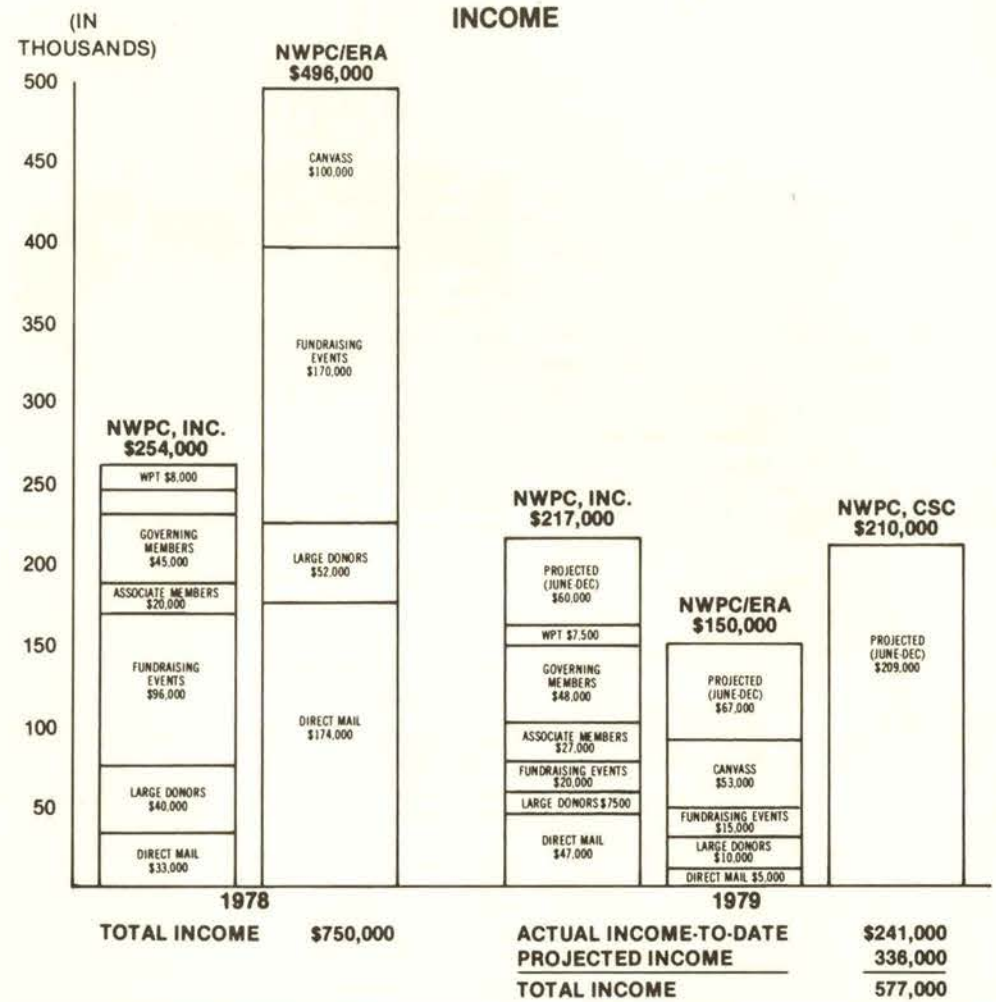 INCOME
(IN
THOUSANDS)
500
450
400
350
300
250
200
150
100
50
NWPC, INC.
$254,000
WPT $8,000
GOVERNING
MEMBERS
$45,000
ASSOCIATE MEMBERS
$20,000
FUNDRAISING
EVENTS
$96,000
LARGE DONORS
$40,000
DIRECT MAIL
$33,000
NWPC/ERA
$496,000
CANVASS
$100,000
FUNDRAISING
EVENTS
$170,000
LARGE DONORS
$52,000
DIRECT MAIL
$174,000
NWPC, INC.
$217,000
PROJECTED
(JUNE-DEC)
$60,000
WPT $7,500
GOVERNING
MEMBERS
$48,000
ASSOCIATE MEMBERS
$27,000
FUNDRAISING EVENTS
$20,000
LARGE DONORS $7500
DIRECT MAIL
$47,000
NWPC/ERA
$150,000
PROJECTED
(JUNE-DEC)
$67,000
CANVASS
$53,000
FUNDRAISING EVENTS
$15,000
LARGE DONORS
$10,000
DIRECT MAIL $5,000
NWPC, CSC
$210,000
PROJECTED
(JUNE-DEC)
$209,000
1978
1979
TOTAL INCOME $750,000
ACTUAL INCOME-TO-DATE $241,000
PROJECTED INCOME 336,000
TOTAL INCOME 577,000